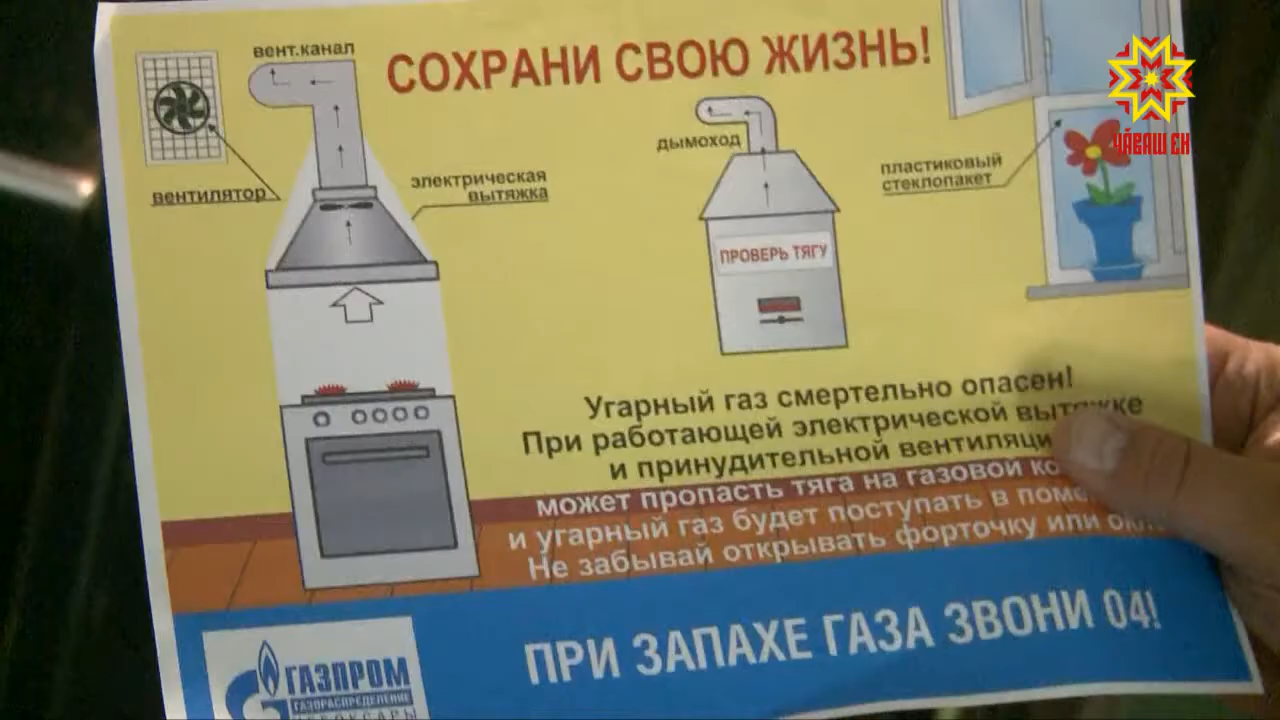 СОХРАНИ СВОЮ ЖИЗНЬ!
вент.канал
вентилятор
электрическая
вытяжка
дымоход
ПРОВЕРЬ ТЯГУ
пластиковый
стеклопакет
ЧӐВАШ ЕН
Угарный газ смертельно опасен!
При работающей электрической вытяжке
и принудительной
может пропасть тяга на газовой
и угарный газ будет поступать в
Не забывай открывать форточку или
ПРИ ЗАПАХЕ ГАЗА ЗВОНИ 04!
ГАЗПРОМ
ГАЗОРАСПРЕДЕЛЕНИЕ